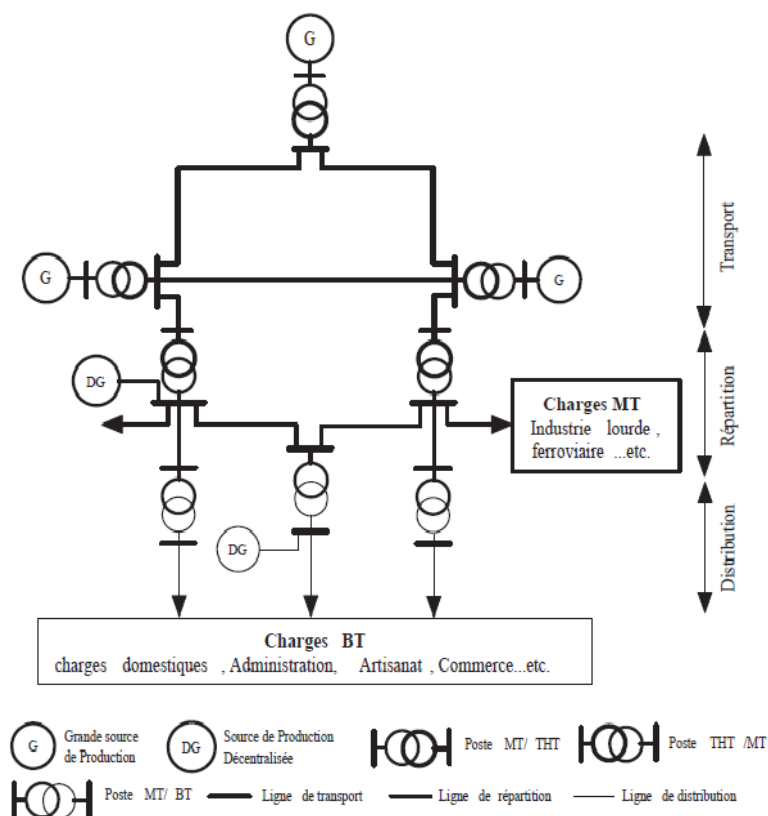 G
Transport
G
G
DG
Charges MT
Industrie lourde ,
ferroviaire ...etc.
Répartition
DG
Distribution
Charges BT
charges domestiques , Administration, Artisanat , Commerce...etc.
G
Grande source
de Production
DG
Source de Production
Décentralisée
Poste MT/ THT
Poste THT /MT
Poste MT/ BT
Ligne de transport
Ligne de répartition
Ligne de distribution